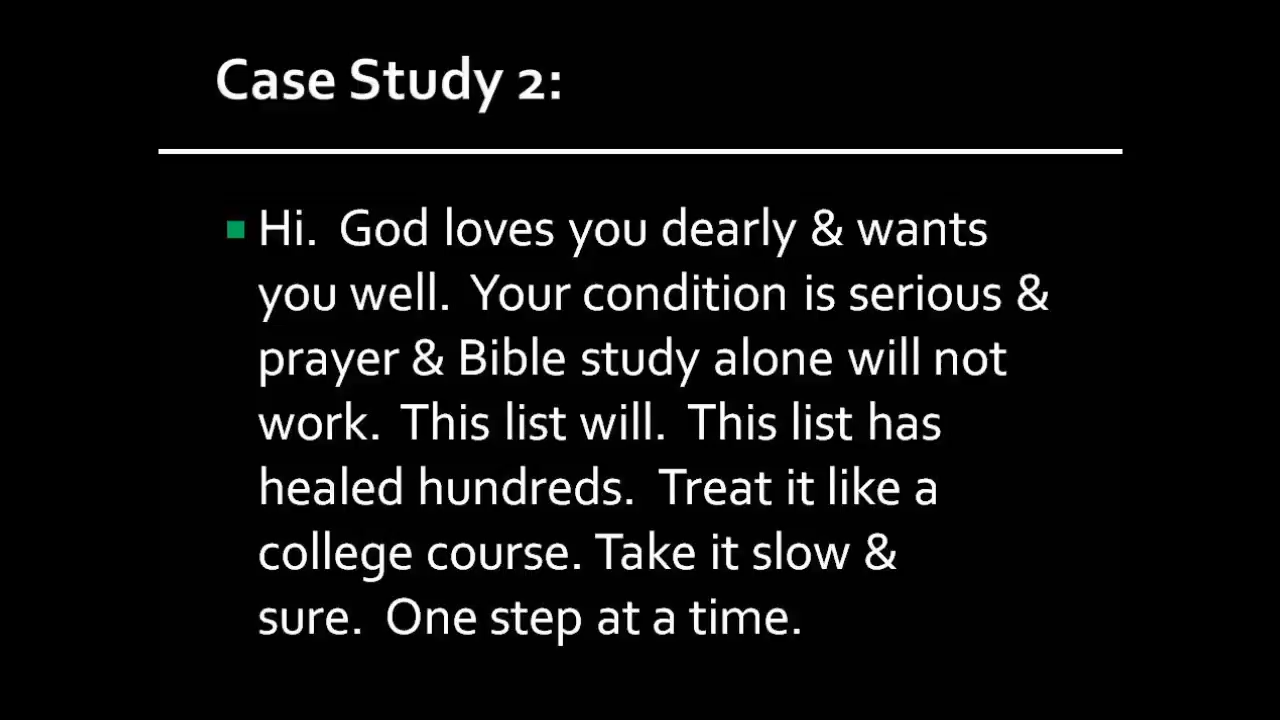 Case Study 2:
Hi.  God loves you dearly & wants
you well.  Your condition is serious &
prayer & Bible study alone will not
work.  This list will.  This list has
healed hundreds.  Treat it like a
college course. Take it slow &
sure.  One step at a time.